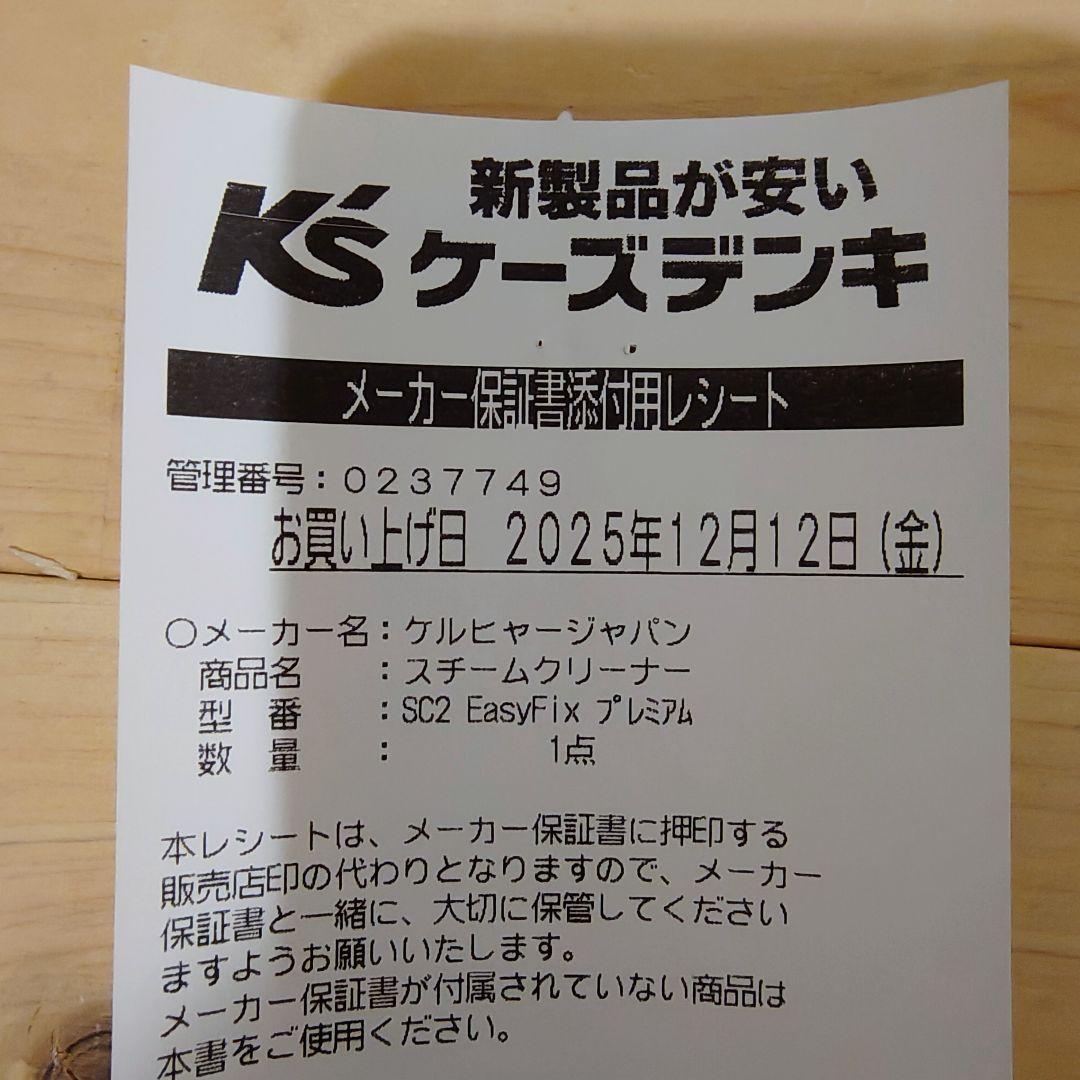 新製品が安い
K's ケーズデンキ
メーカー保証書添付用レシート
管理番号：0237749
お買い上げ日 2025年12月12日(金)
○メーカー名：ケルヒャージャパン
商品名 ：スチームクリーナー
型 番 ：SC2 EasyFix プレミアム
数 量 ： 1点
本レシートは、メーカー保証書に押印する
販売店印の代わりとなりますので、メーカー
保証書と一緒に、大切に保管してください
ますようお願いいたします。
メーカー保証書が付属されていない商品は
本書をご使用ください。